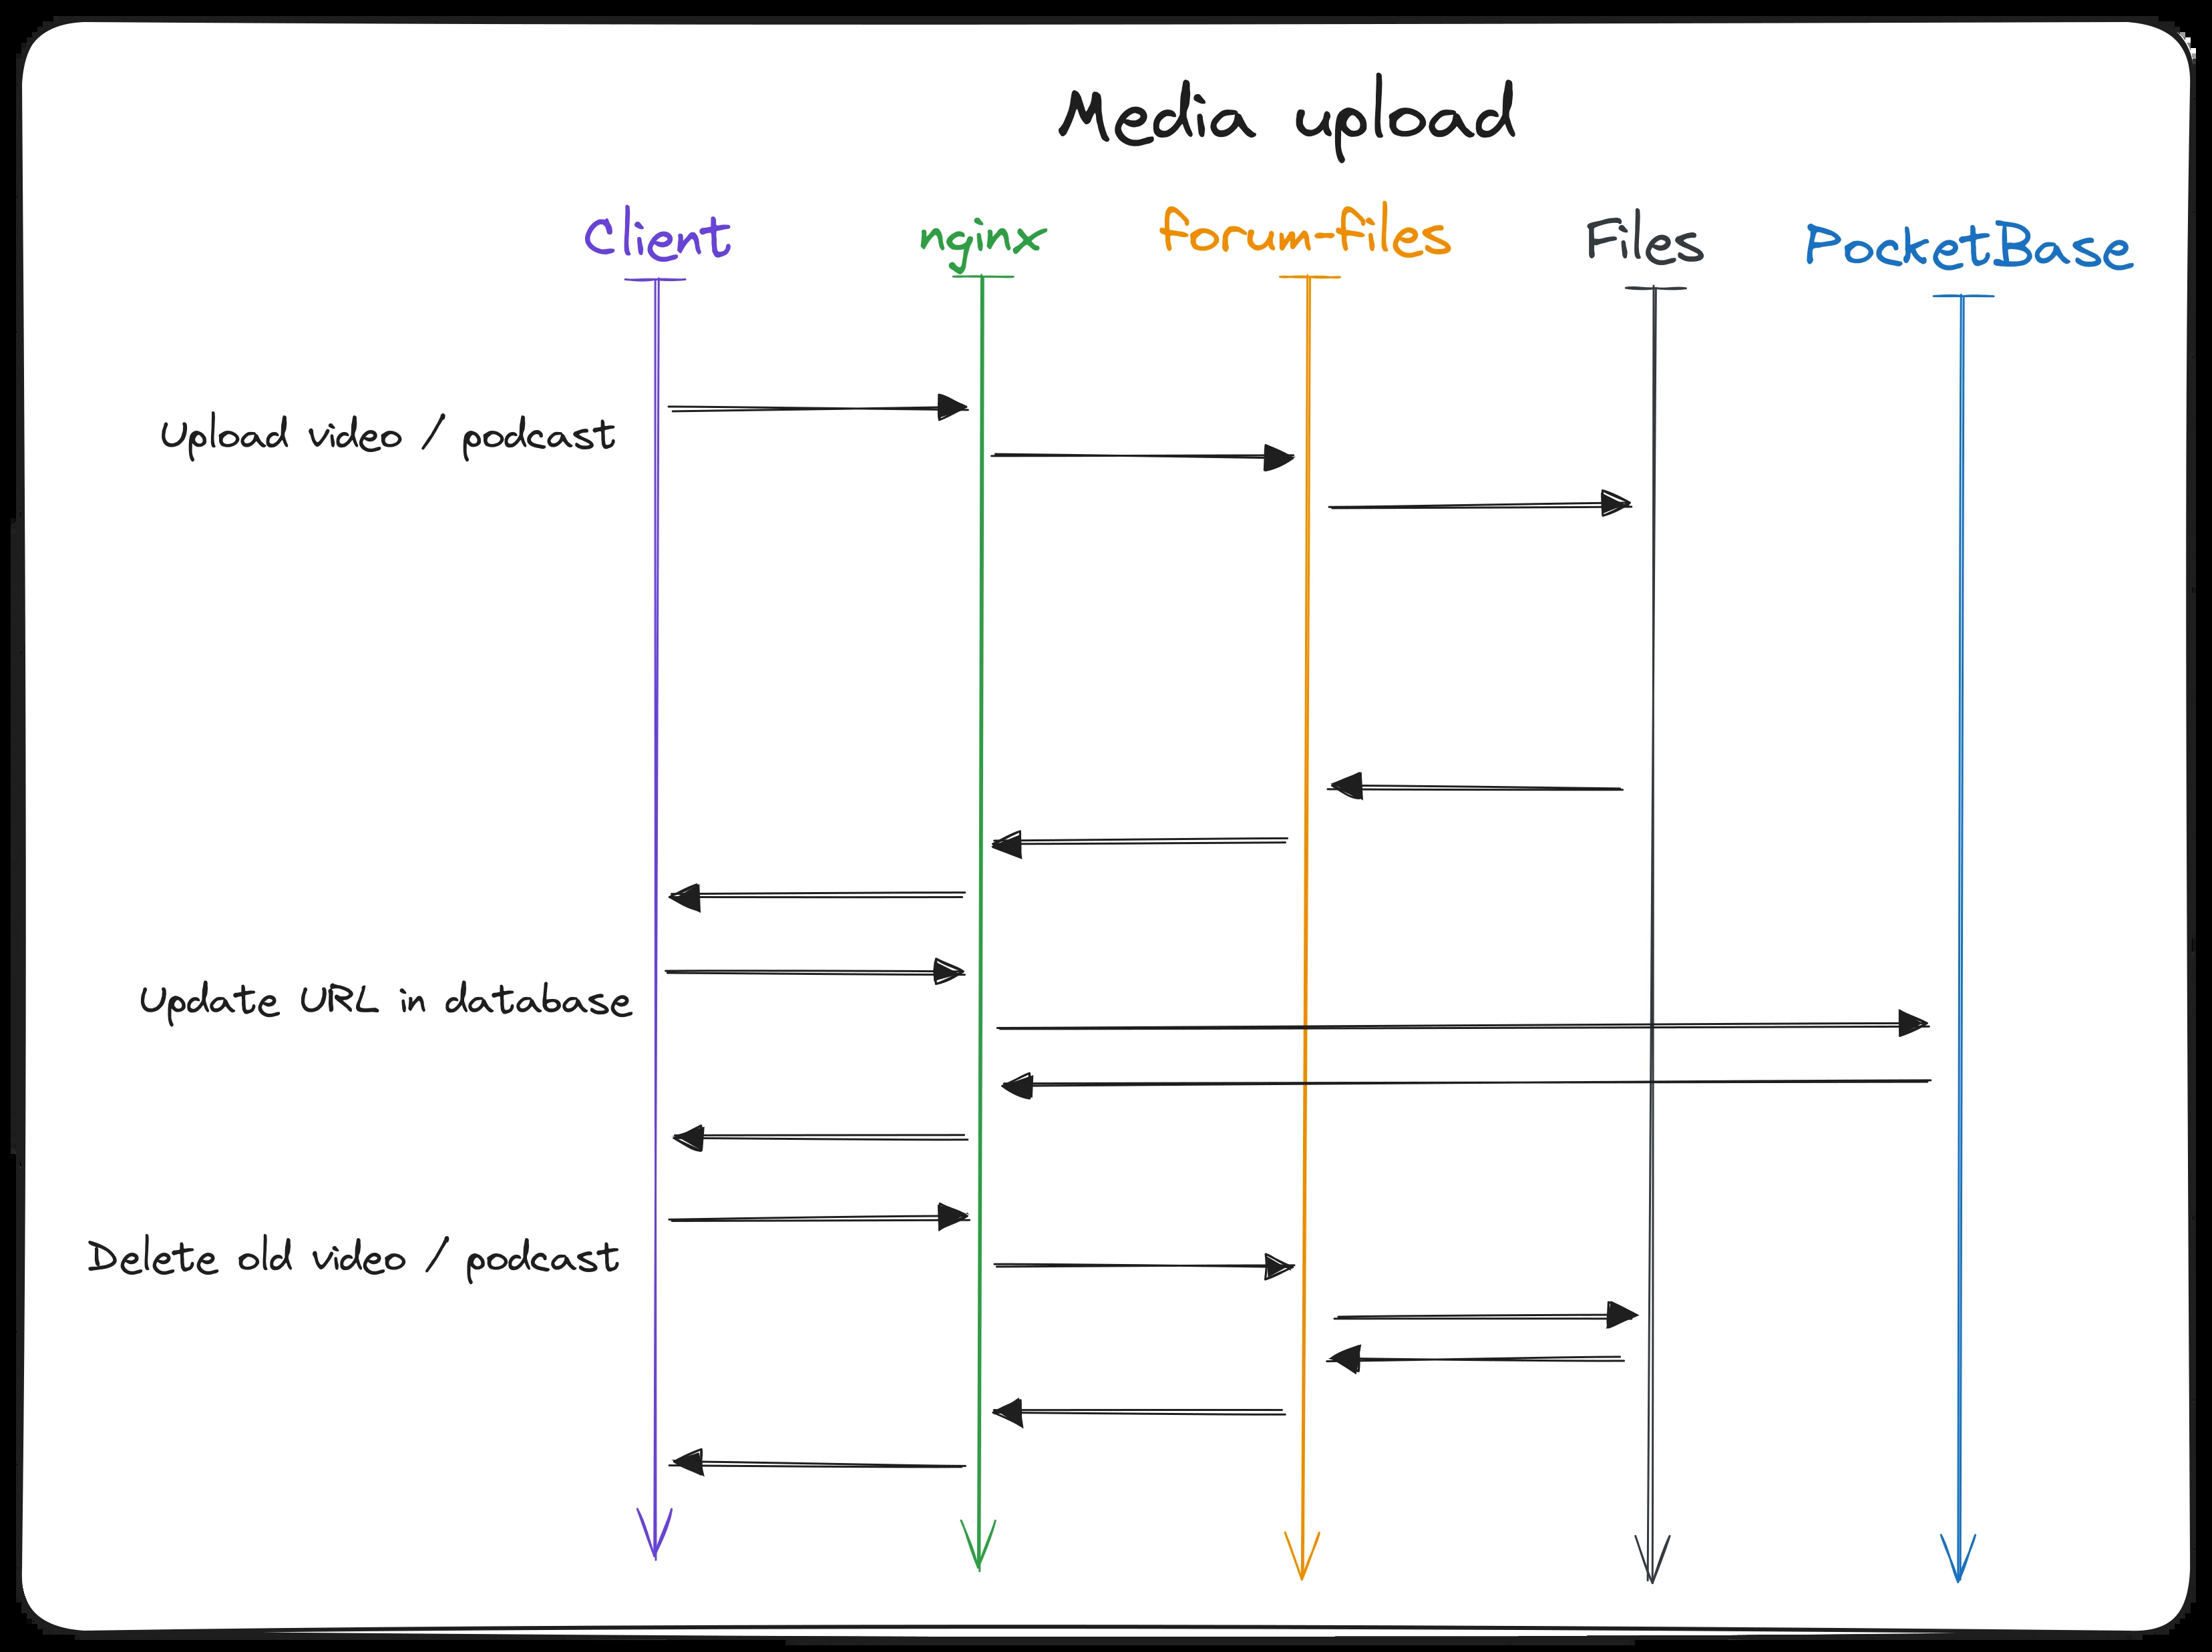 Media upload
Client nginx forum-files Files PocketBase
Upload video / podcast
Update URL in database
Delete old video / podcast